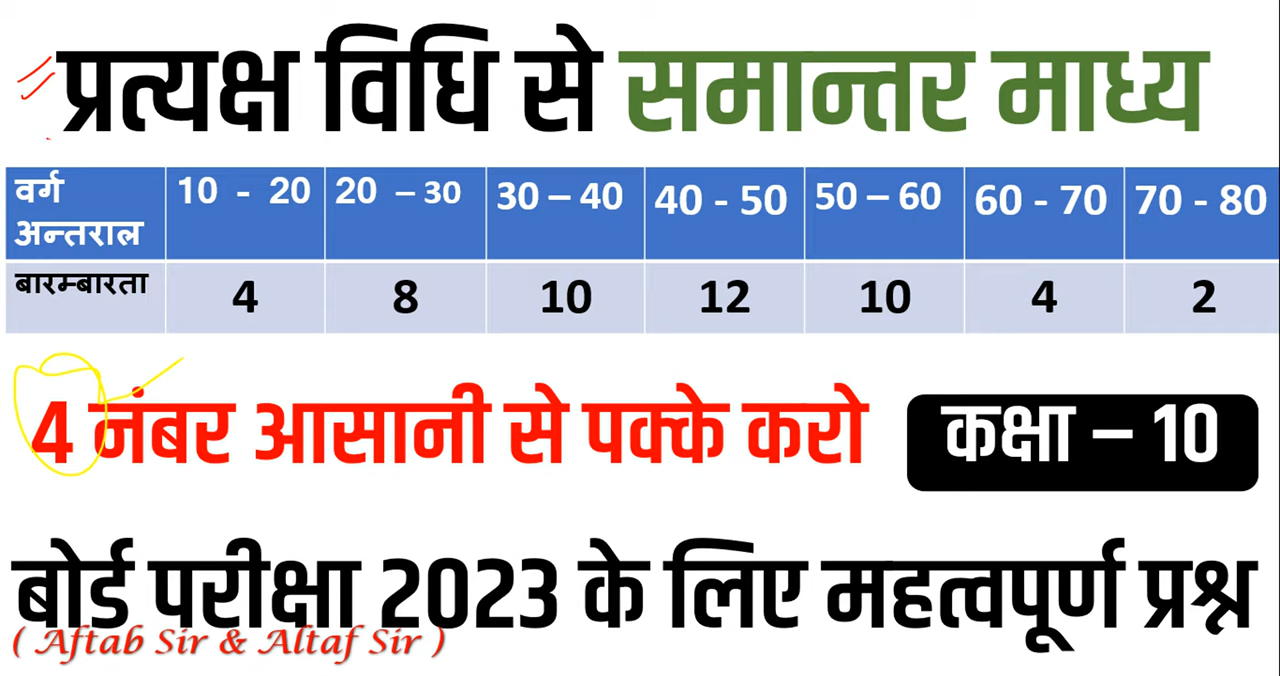 प्रत्यक्ष विधि से समान्तर माध्य
वर्ग अन्तराल 10 - 20 20 – 30 30 – 40 40 - 50 50 – 60 60 - 70 70 - 80
बारम्बारता 4 8 10 12 10 4 2
4 नंबर आसानी से पक्के करो कक्षा – 10
बोर्ड परीक्षा 2023 के लिए महत्वपूर्ण प्रश्न
( Aftab Sir & Altaf Sir )